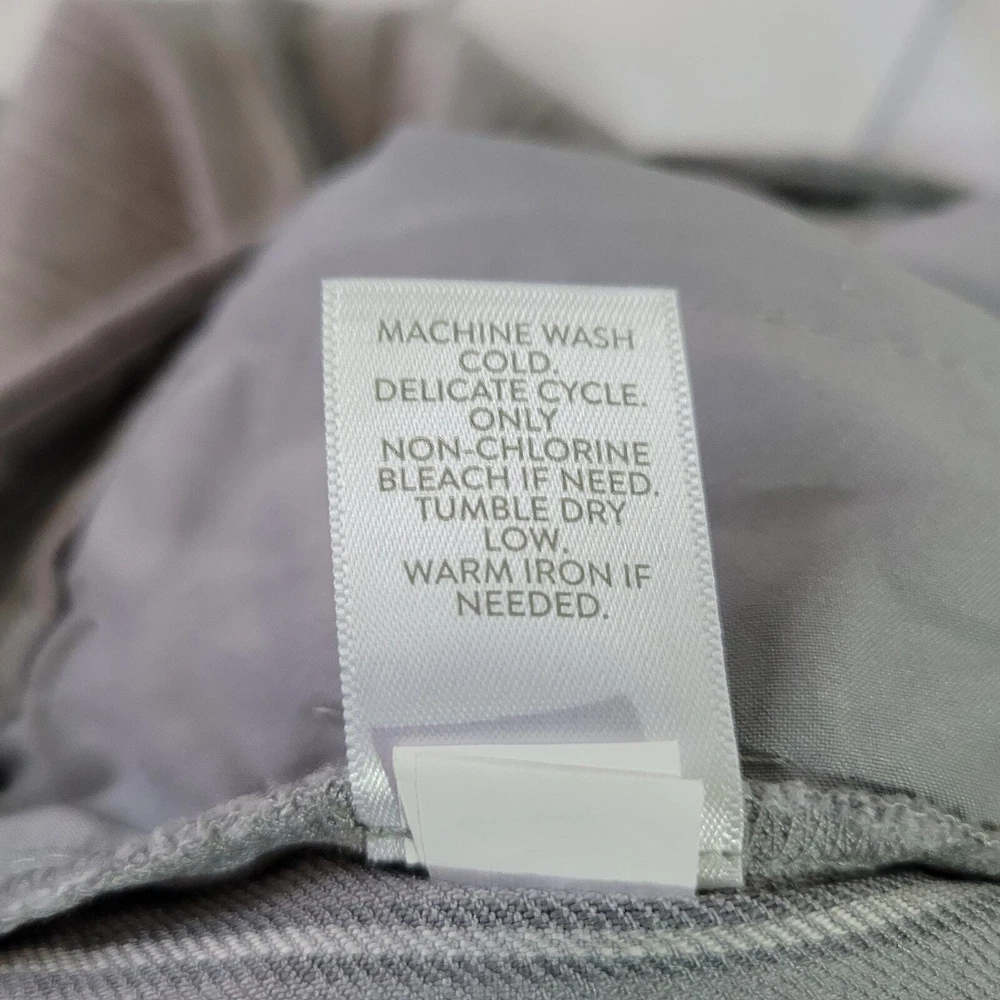 MACHINE WASH
COLD.
DELICATE CYCLE.
ONLY
NON-CHLORINE
BLEACH IF NEED.
TUMBLE DRY
LOW.
WARM IRON IF
NEEDED.